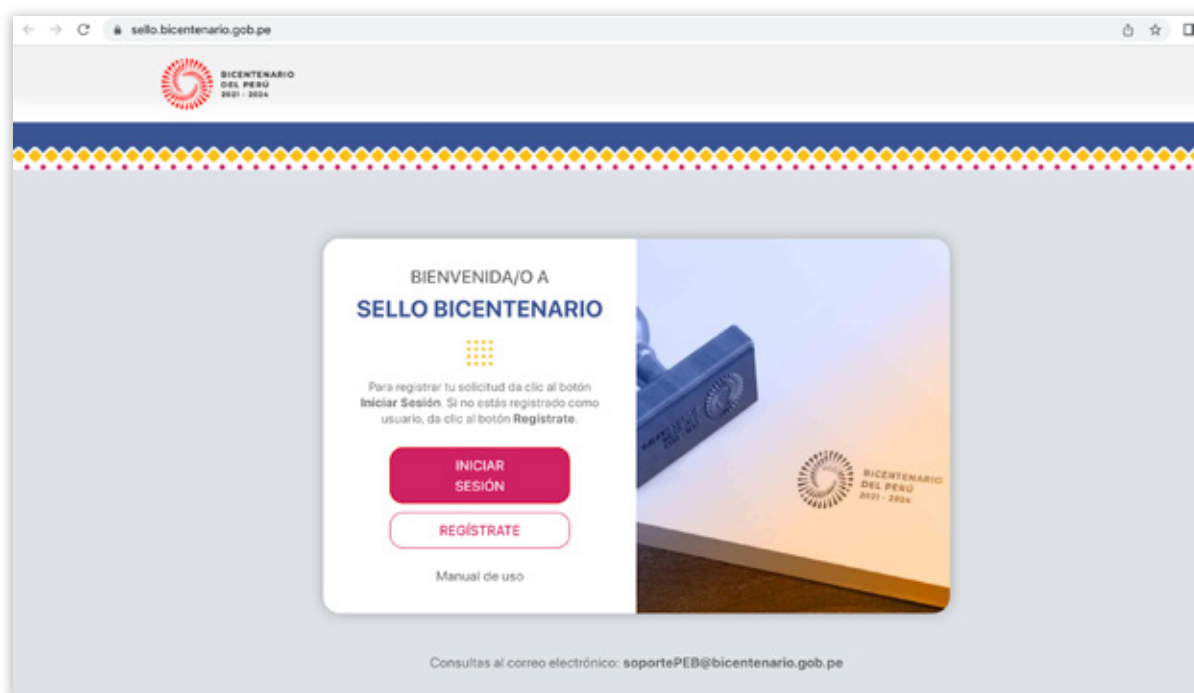 sello.bicentenario.gob.pe
BICENTENARIO
DEL PERÚ
2021 - 2024
BIENVENIDA/O A
SELLO BICENTENARIO
Para registrar tu solicitud da clic al botón
Iniciar Sesión. Si no estás registrado como
usuario, da clic al botón Regístrate.
INICIAR
SESIÓN
REGÍSTRATE
Manual de uso
BICENTENARIO
DEL PERÚ
2021 - 2024
Consultas al correo electrónico: soportePEB@bicentenario.gob.pe